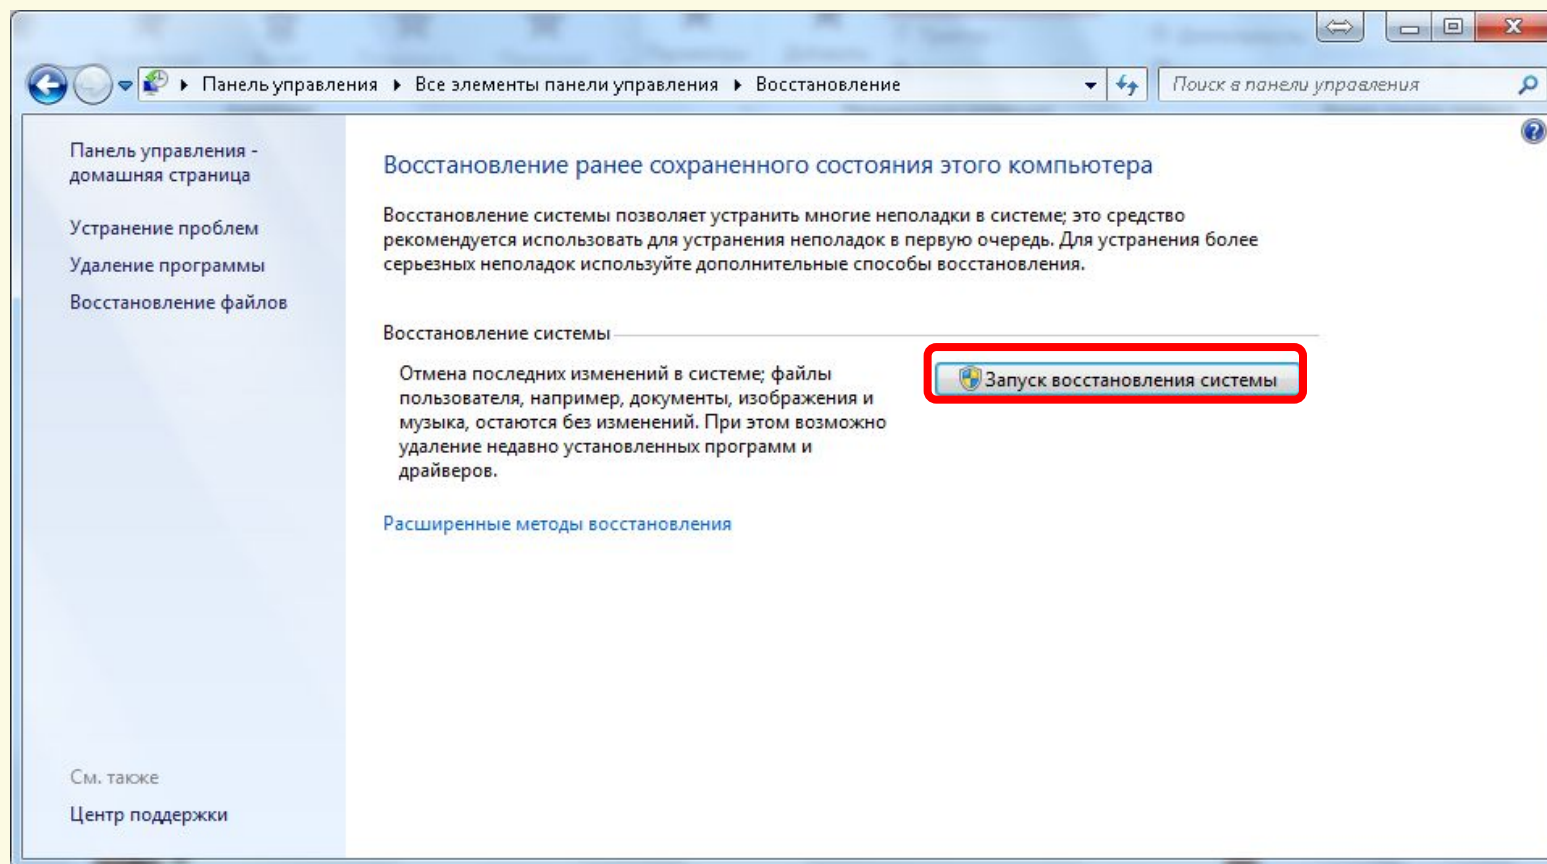 Панель управления ▸ Все элементы панели управления ▸ Восстановление
Поиск в панели управления
Панель управления -
домашняя страница
Устранение проблем
Удаление программы
Восстановление файлов
Восстановление ранее сохраненного состояния этого компьютера
Восстановление системы позволяет устранить многие неполадки в системе; это средство
рекомендуется использовать для устранения неполадок в первую очередь. Для устранения более
серьезных неполадок используйте дополнительные способы восстановления.
Восстановление системы
Отмена последних изменений в системе; файлы
пользователя, например, документы, изображения и
музыка, остаются без изменений. При этом возможно
удаление недавно установленных программ и
драйверов.
Запуск восстановления системы
Расширенные методы восстановления
См. также
Центр поддержки